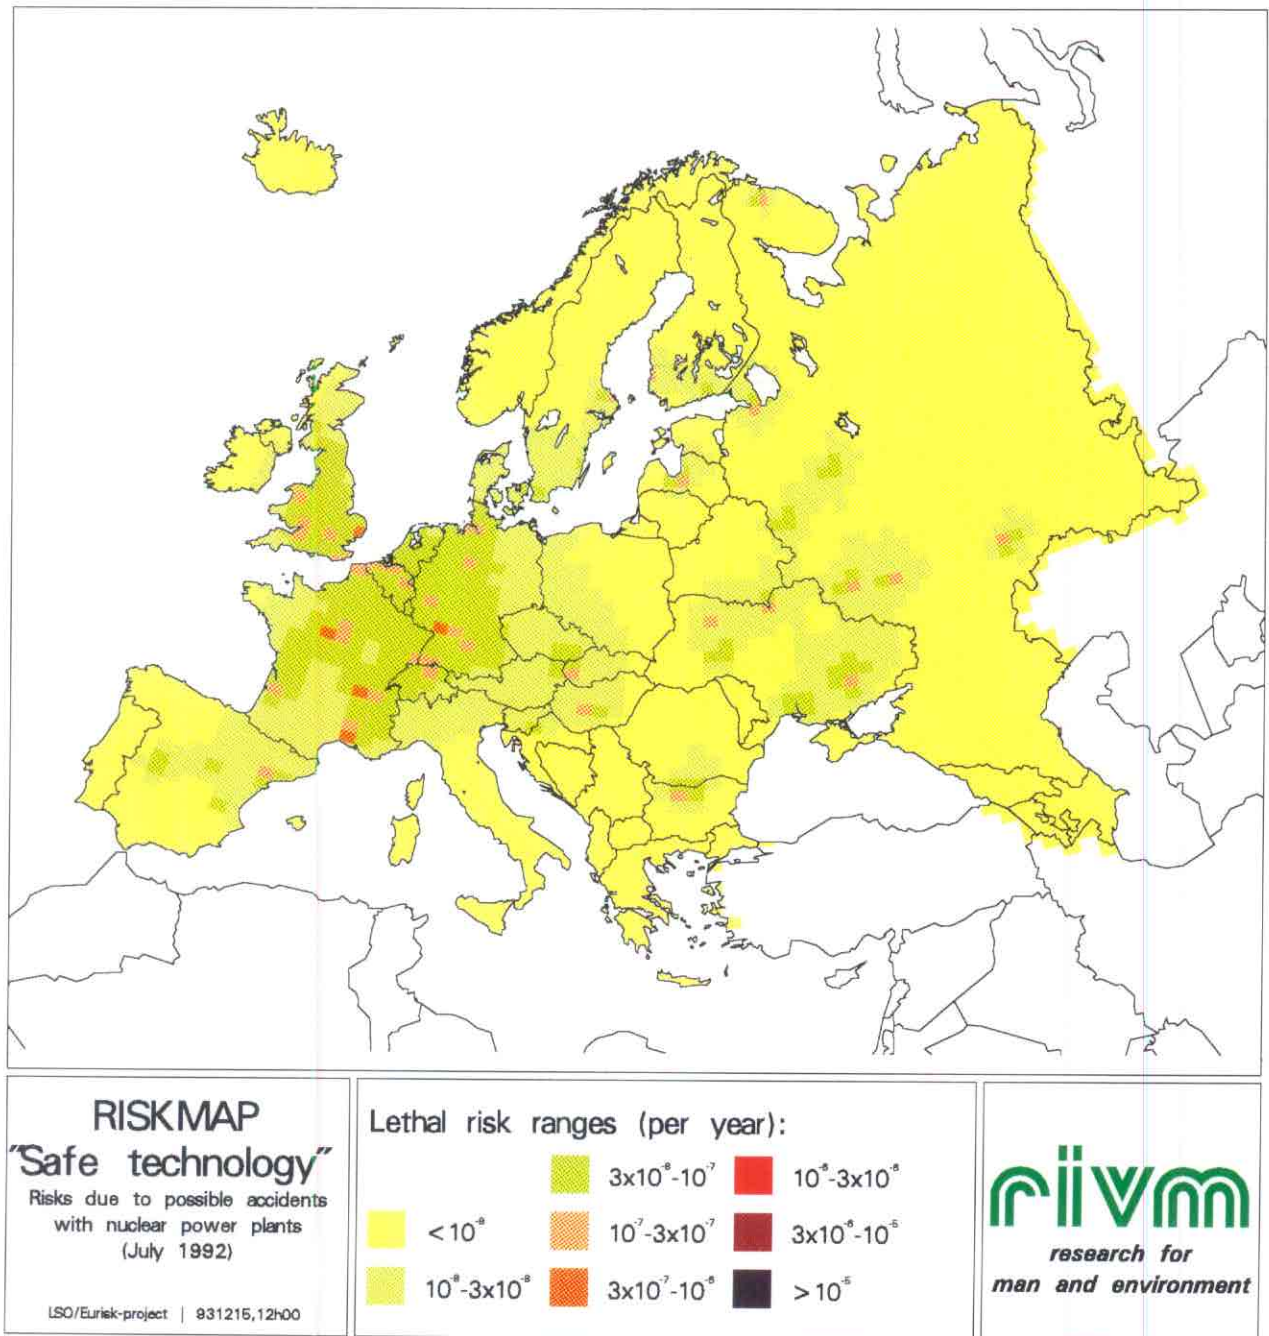 RISKMAP
"Safe technology"
Risks due to possible accidents
with nuclear power plants
(July 1992)
LSO/Eurisk-project | 931215,12h00
Lethal risk ranges (per year):
<10⁻⁸
10⁻⁸-3x10⁻⁸
3x10⁻⁸-10⁻⁷
10⁻⁷-3x10⁻⁷
3x10⁻⁷-10⁻⁶
10⁻⁶-3x10⁻⁶
3x10⁻⁶-10⁻⁵
>10⁻⁵
riivm
research for
man and environment